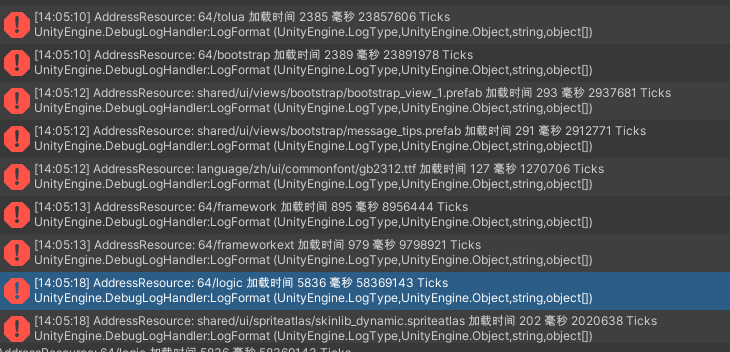 [14:05:10] AddressResource: 64/tolua 加载时间 2385 毫秒 23857606 Ticks
UnityEngine.DebugLogHandler:LogFormat (UnityEngine.LogType,UnityEngine.Object,string,object[])
[14:05:10] AddressResource: 64/bootstrap 加载时间 2389 毫秒 23891978 Ticks
UnityEngine.DebugLogHandler:LogFormat (UnityEngine.LogType,UnityEngine.Object,string,object[])
[14:05:12] AddressResource: shared/ui/views/bootstrap/bootstrap_view_1.prefab 加载时间 293 毫秒 2937681 Ticks
UnityEngine.DebugLogHandler:LogFormat (UnityEngine.LogType,UnityEngine.Object,string,object[])
[14:05:12] AddressResource: shared/ui/views/bootstrap/message_tips.prefab 加载时间 291 毫秒 2912771 Ticks
UnityEngine.DebugLogHandler:LogFormat (UnityEngine.LogType,UnityEngine.Object,string,object[])
[14:05:12] AddressResource: language/zh/ui/commonfont/gb2312.ttf 加载时间 127 毫秒 1270706 Ticks
UnityEngine.DebugLogHandler:LogFormat (UnityEngine.LogType,UnityEngine.Object,string,object[])
[14:05:13] AddressResource: 64/framework 加载时间 895 毫秒 8956444 Ticks
UnityEngine.DebugLogHandler:LogFormat (UnityEngine.LogType,UnityEngine.Object,string,object[])
[14:05:13] AddressResource: 64/frameworkext 加载时间 979 毫秒 9798921 Ticks
UnityEngine.DebugLogHandler:LogFormat (UnityEngine.LogType,UnityEngine.Object,string,object[])
[14:05:18] AddressResource: 64/logic 加载时间 5836 毫秒 58369143 Ticks
UnityEngine.DebugLogHandler:LogFormat (UnityEngine.LogType,UnityEngine.Object,string,object[])
[14:05:18] AddressResource: shared/ui/spriteatlas/skinlib_dynamic.spriteatlas 加载时间 202 毫秒 2020638 Ticks
UnityEngine.DebugLogHandler:LogFormat (UnityEngine.LogType,UnityEngine.Object,string,object[])
AddressResource: 64/logic 加载时间 5836 毫秒 58369143 Ticks